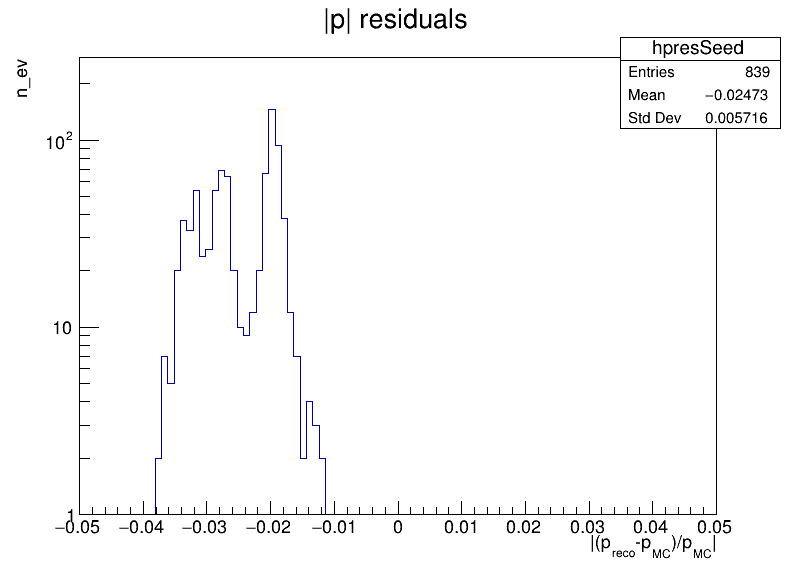 |p| residuals
hpresSeed
Entries 839
Mean −0.02473
Std Dev 0.005716
n_ev
10²
10
1
−0.05 −0.04 −0.03 −0.02 −0.01 0 0.01 0.02 0.03 0.04 0.05
|(p_reco-p_MC)/p_MC|